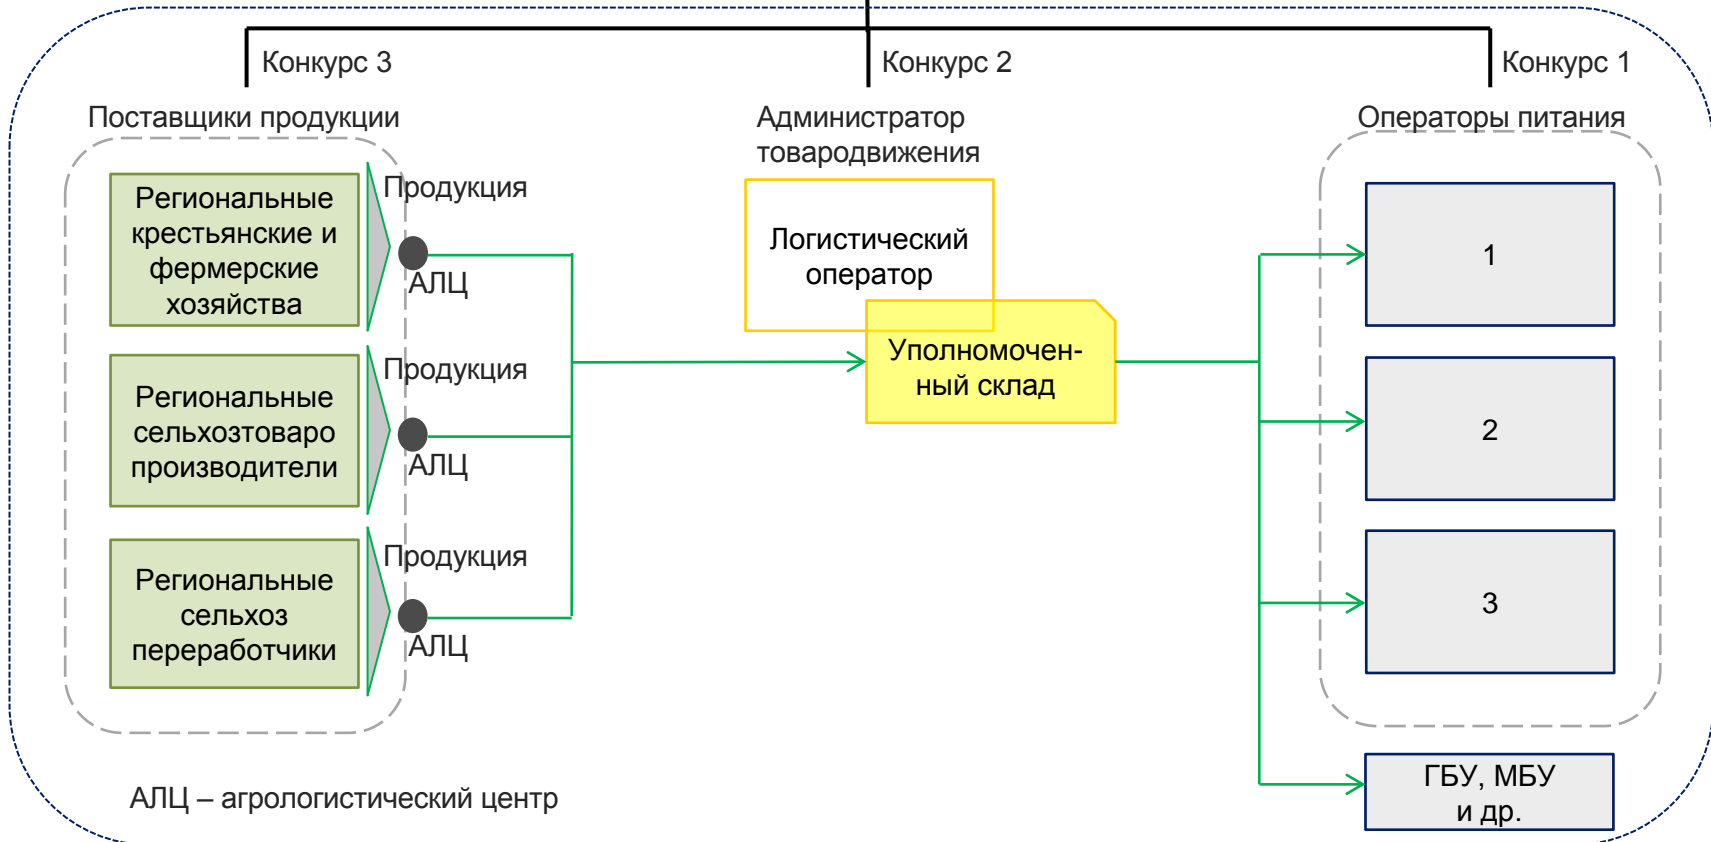 Конкурс 3
Конкурс 2
Конкурс 1
Поставщики продукции
Администратор
товародвижения
Операторы питания
Региональные
крестьянские и
фермерские
хозяйства
Продукция
АЛЦ
Региональные
сельхозтоваро
производители
Продукция
АЛЦ
Региональные
сельхоз
переработчики
Продукция
АЛЦ
Логистический
оператор
Уполномочен-
ный склад
1
2
3
ГБУ, МБУ
и др.
АЛЦ – агрологистический центр